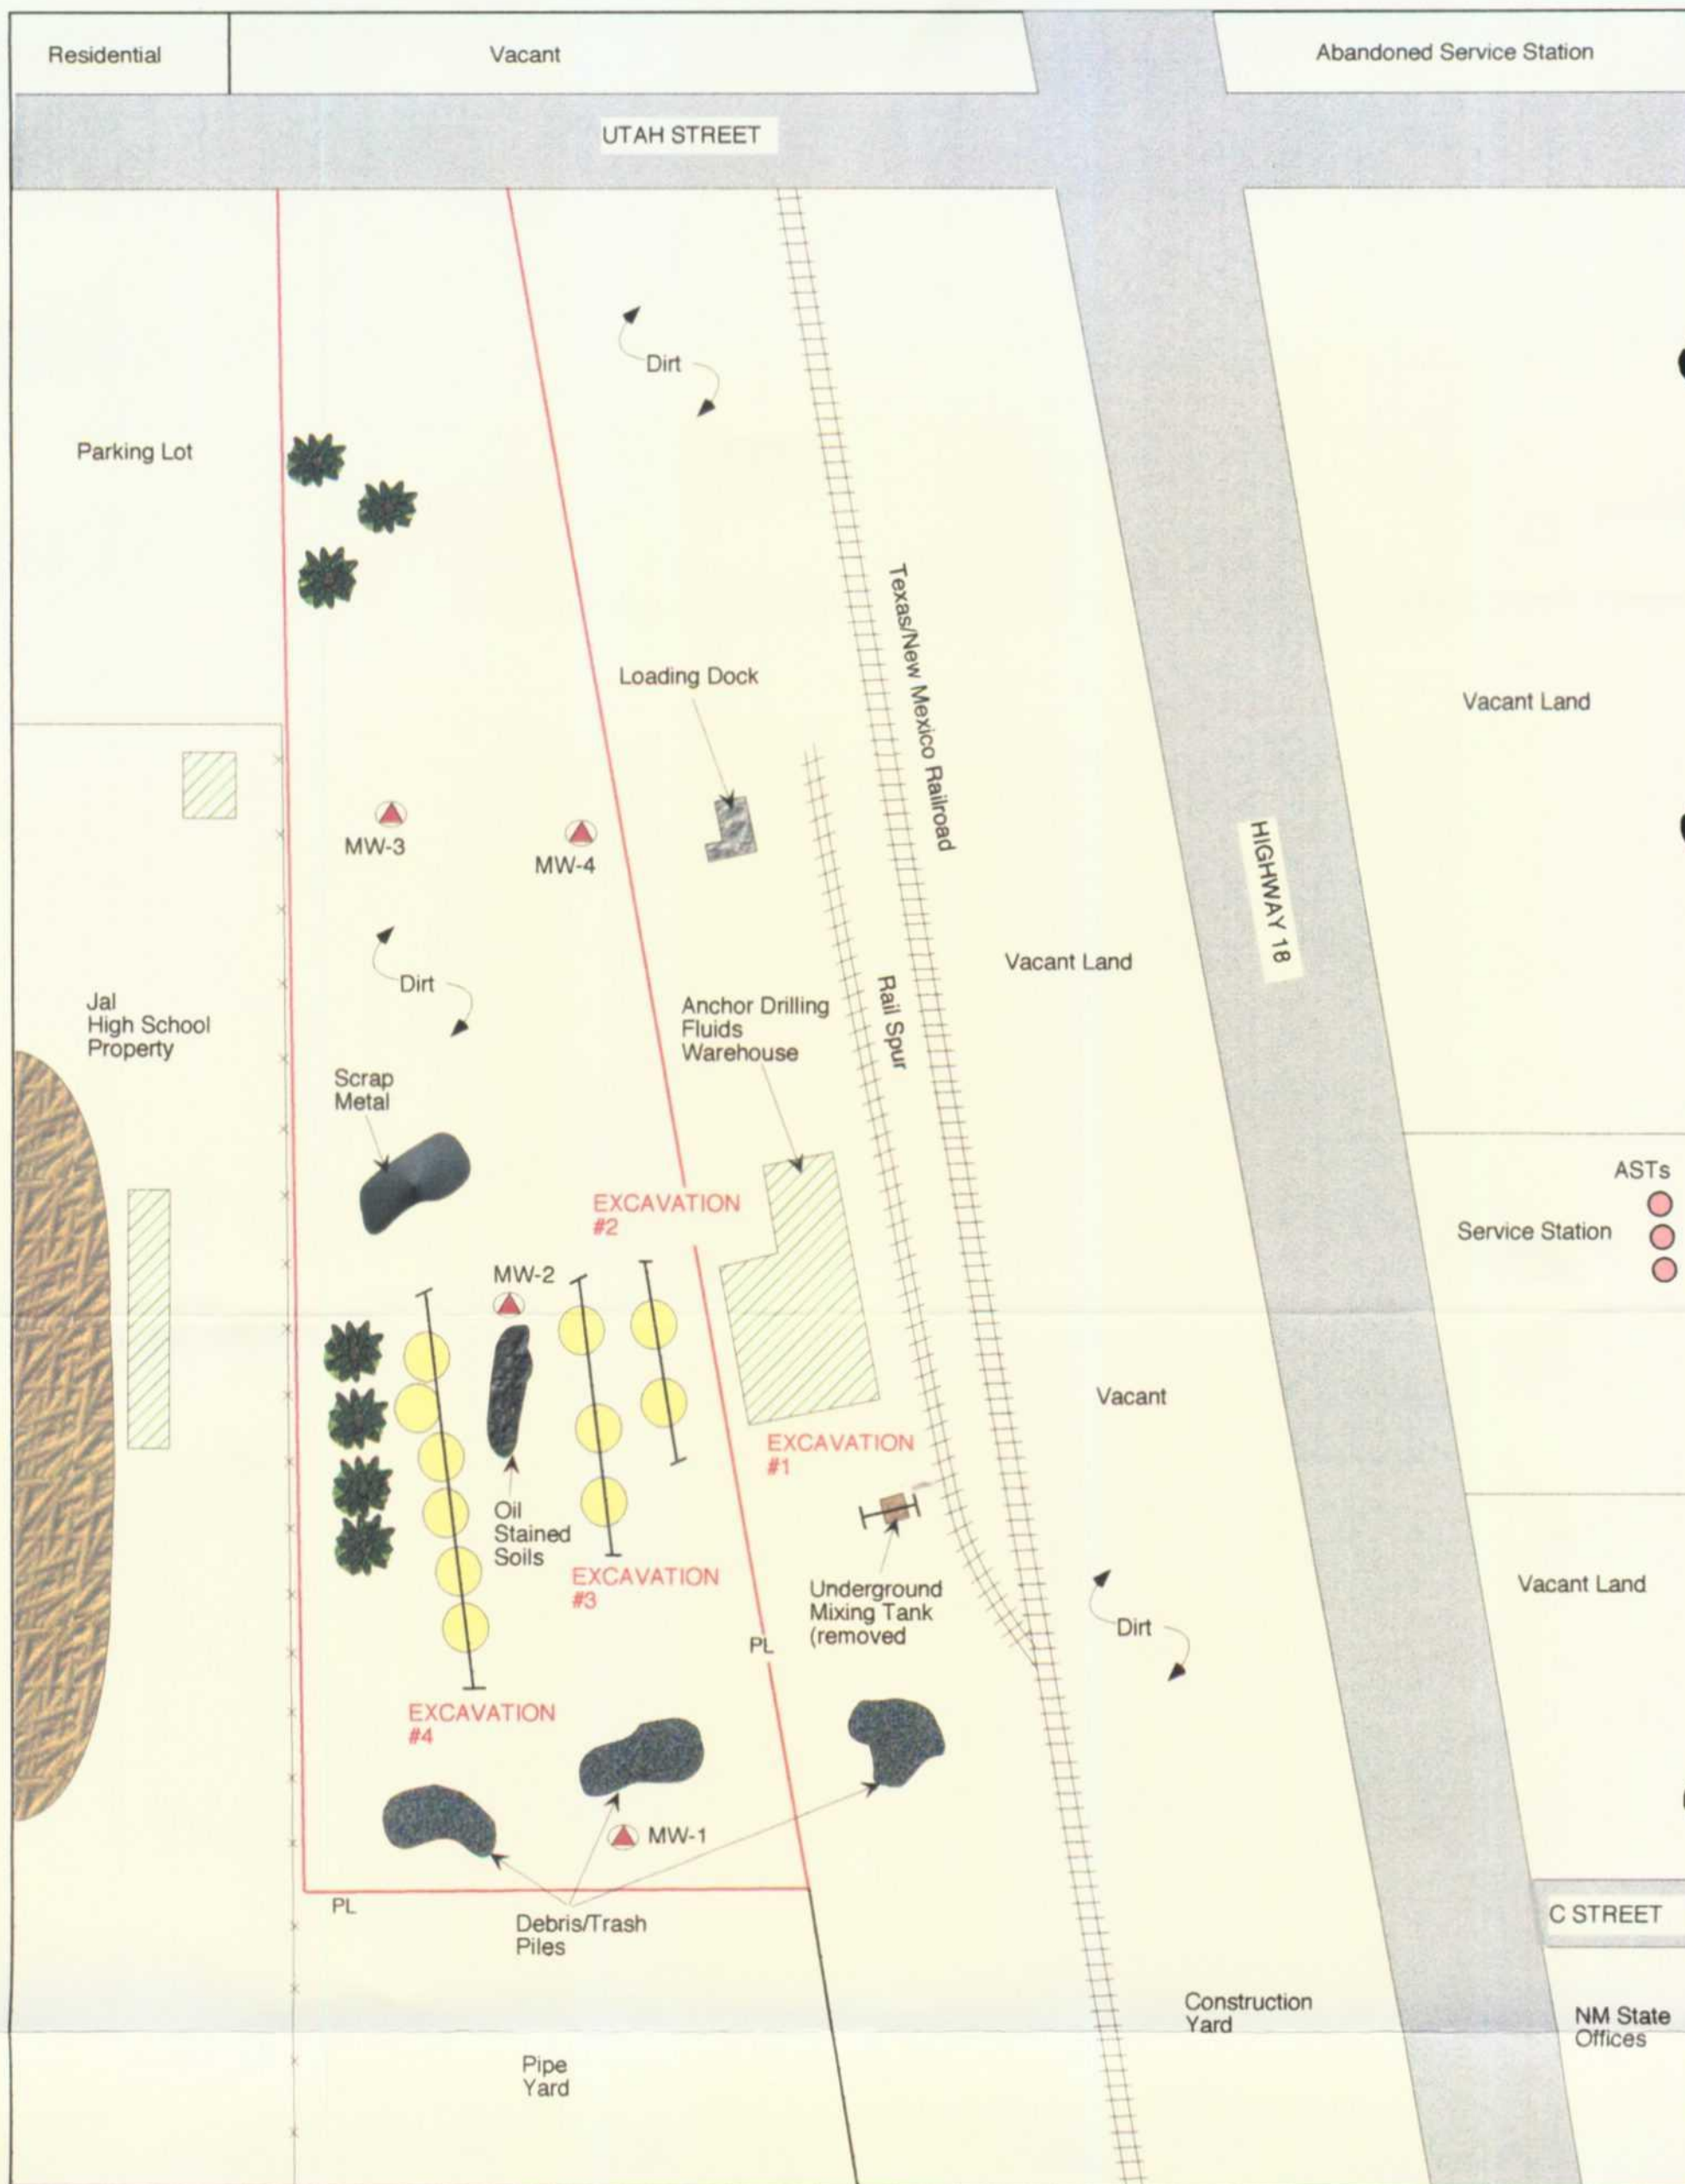 Residential
Vacant
Abandoned Service Station
UTAH STREET
Dirt
Parking Lot
Texas/New Mexico Railroad
Loading Dock
Vacant Land
MW-3
MW-4
HIGHWAY 18
Vacant Land
Dirt
Rail Spur
Jal
High School
Property
Anchor Drilling
Fluids
Warehouse
Scrap
Metal
ASTs
EXCAVATION
#2
Service Station
MW-2
Vacant
EXCAVATION
#1
Oil
Stained
Soils
EXCAVATION
#3
Underground
Mixing Tank
(removed
Vacant Land
Dirt
PL
EXCAVATION
#4
MW-1
PL
Debris/Trash
Piles
C STREET
Construction
Yard
NM State
Offices
Pipe
Yard